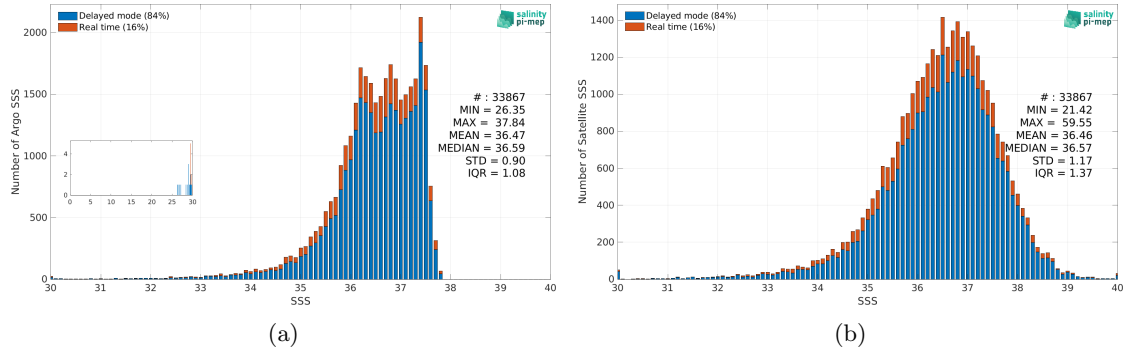 Delayed mode (84%)
Real time (16%)
salinity
pi-mep
2000
1500
1000
500
0
Number of Argo SSS
# : 33867
MIN = 26.35
MAX = 37.84
MEAN = 36.47
MEDIAN = 36.59
STD = 0.90
IQR = 1.08
4
2
0
0 5 10 15 20 25 30
30 31 32 33 34 35 36 37 38 39 40
SSS
(a)
Delayed mode (84%)
Real time (16%)
salinity
pi-mep
1400
1200
1000
800
600
400
200
0
Number of Satellite SSS
# : 33867
MIN = 21.42
MAX = 59.55
MEAN = 36.46
MEDIAN = 36.57
STD = 1.17
IQR = 1.37
30 31 32 33 34 35 36 37 38 39 40
SSS
(b)